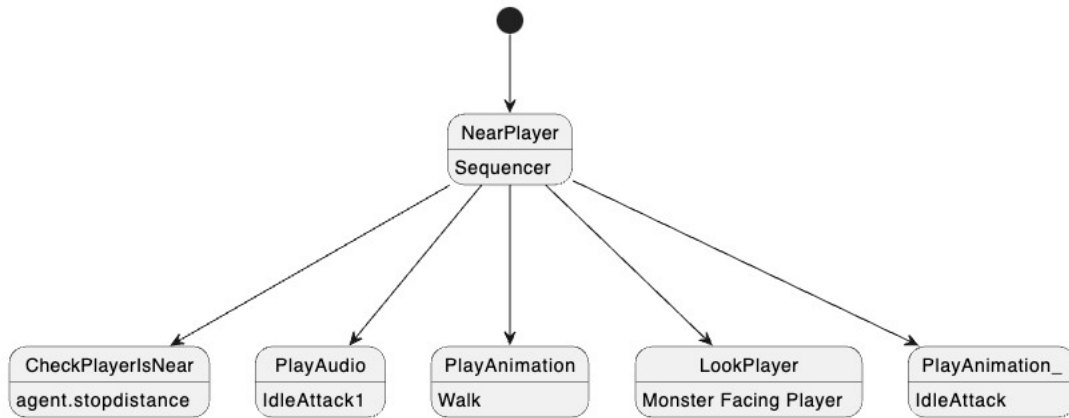 NearPlayer
Sequencer
CheckPlayerIsNear
agent.stopdistance
PlayAudio
IdleAttack1
PlayAnimation
Walk
LookPlayer
Monster Facing Player
PlayAnimation_
IdleAttack